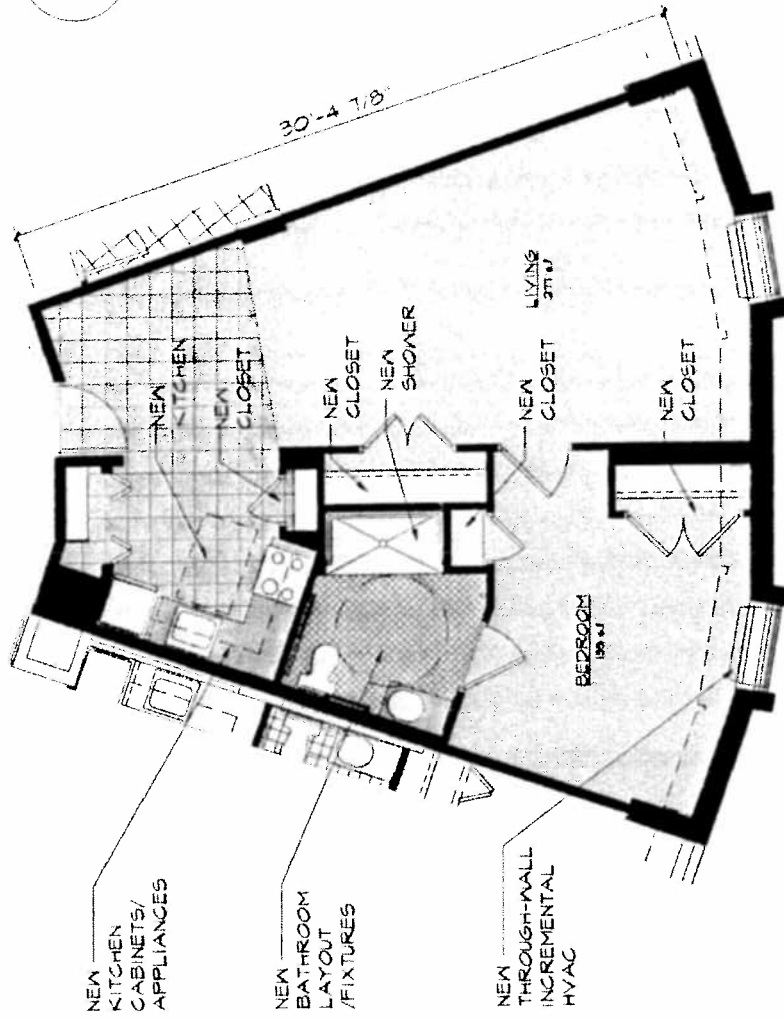 30'-4 7/8"
NEW
KITCHEN
NEW
CLOSET
NEW
CLOSET
NEW
SHOWER
LIVING
NEW
CLOSET
NEW
CLOSET
BEDROOM
NEW
KITCHEN
CABINETS/
APPLIANCES
NEW
BATHROOM
LAYOUT
/FIXTURES
NEW
THROUGH-WALL
INCREMENTAL
HVAC